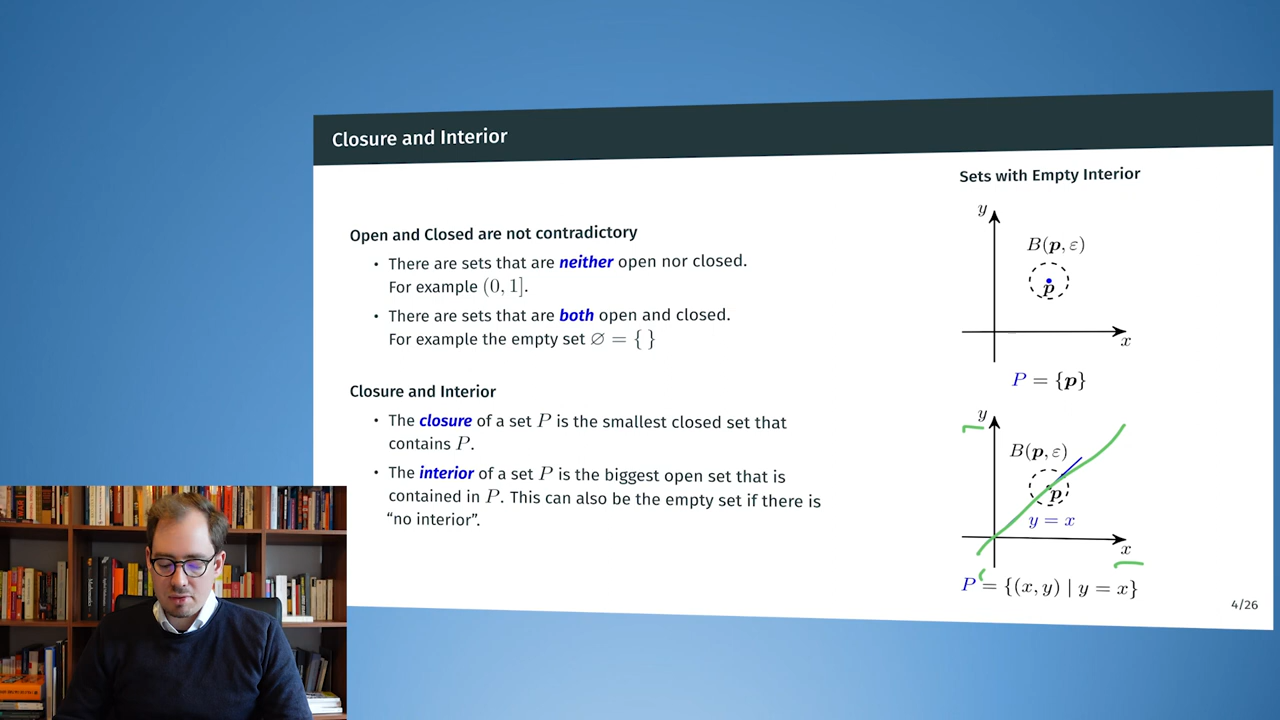 Closure and Interior
Open and Closed are not contradictory
• There are sets that are neither open nor closed.
For example (0, 1].
• There are sets that are both open and closed.
For example the empty set ∅ = { }
Closure and Interior
• The closure of a set P is the smallest closed set that
contains P.
• The interior of a set P is the biggest open set that is
contained in P. This can also be the empty set if there is
“no interior”.
Sets with Empty Interior
y
B(p, ε)
p
x
P = {p}
y
B(p, ε)
p
y = x
x
P = {(x, y) | y = x}
4/26